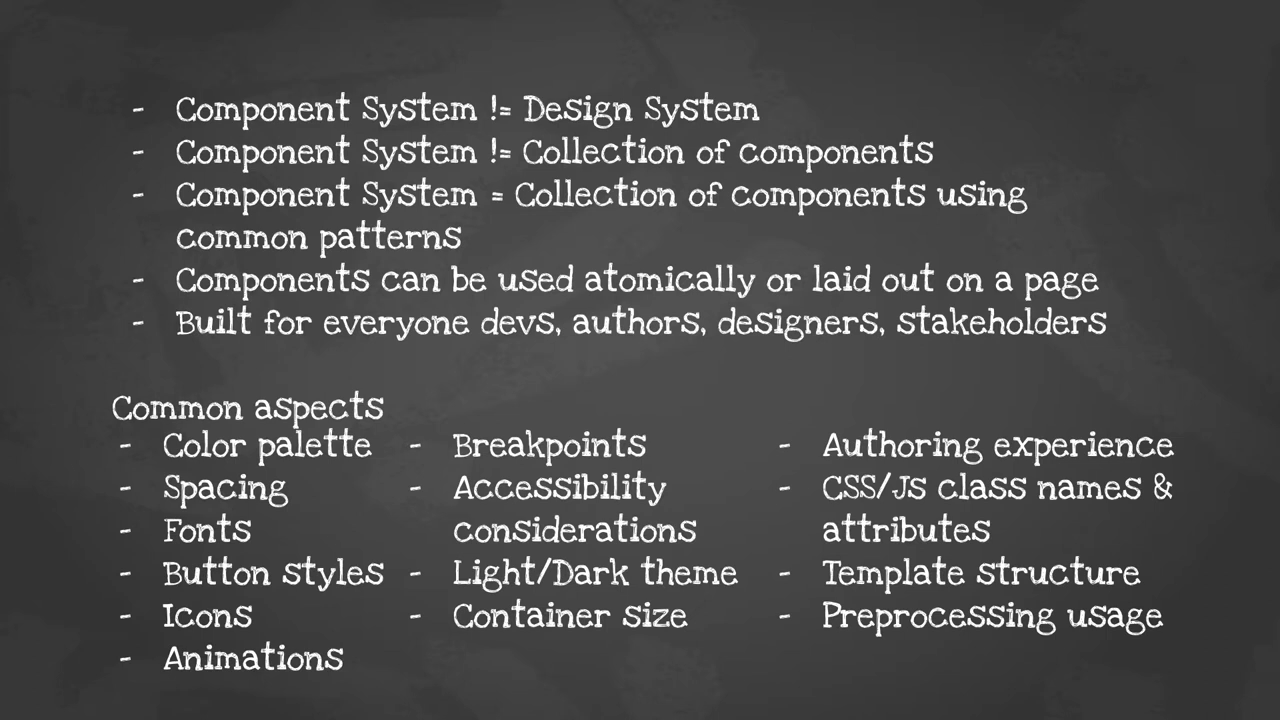 - Component System != Design System
- Component System != Collection of components
- Component System = Collection of components using
common patterns
- Components can be used atomically or laid out on a page
- Built for everyone devs, authors, designers, stakeholders
Common aspects
- Color palette
- Spacing
- Fonts
- Button styles
- Icons
- Animations
- Breakpoints
- Accessibility
considerations
- Light/Dark theme
- Container size
- Authoring experience
- CSS/JS class names &
attributes
- Template structure
- Preprocessing usage